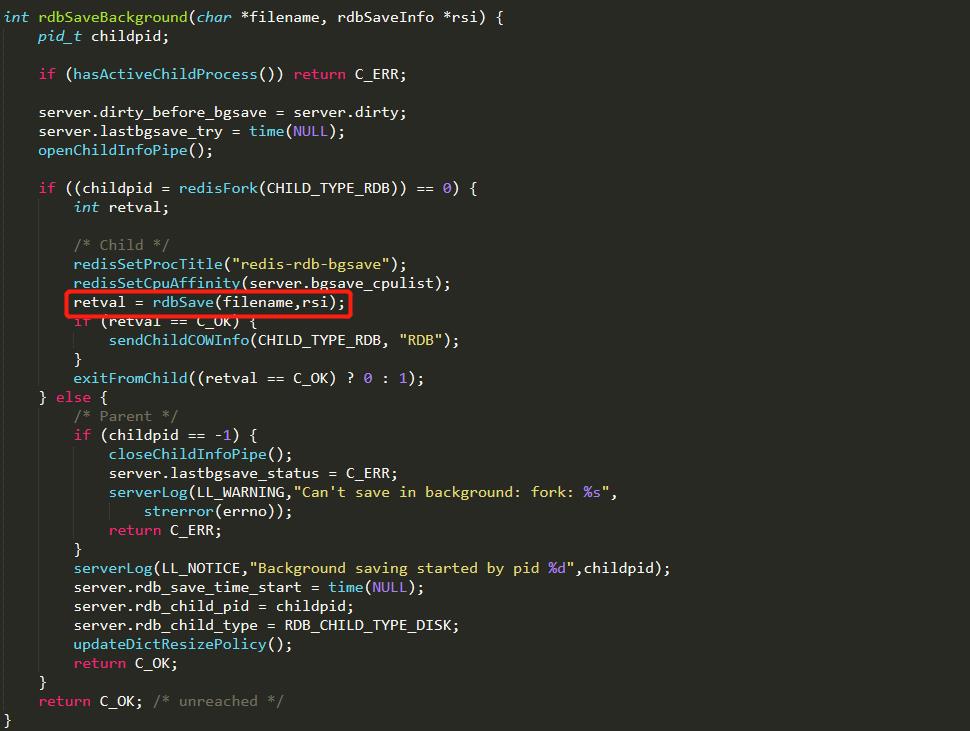 int rdbSaveBackground(char *filename, rdbSaveInfo *rsi) {
    pid_t childpid;

    if (hasActiveChildProcess()) return C_ERR;

    server.dirty_before_bgsave = server.dirty;
    server.lastbgsave_try = time(NULL);
    openChildInfoPipe();

    if ((childpid = redisFork(CHILD_TYPE_RDB)) == 0) {
        int retval;

        /* Child */
        redisSetProcTitle("redis-rdb-bgsave");
        redisSetCpuAffinity(server.bgsave_cpulist);
        retval = rdbSave(filename,rsi);
        if (retval == C_OK) {
            sendChildCOWInfo(CHILD_TYPE_RDB, "RDB");
        }
        exitFromChild((retval == C_OK) ? 0 : 1);
    } else {
        /* Parent */
        if (childpid == -1) {
            closeChildInfoPipe();
            server.lastbgsave_status = C_ERR;
            serverLog(LL_WARNING,"Can't save in background: fork: %s",
                strerror(errno));
            return C_ERR;
        }
        serverLog(LL_NOTICE,"Background saving started by pid %d",childpid);
        server.rdb_save_time_start = time(NULL);
        server.rdb_child_pid = childpid;
        server.rdb_child_type = RDB_CHILD_TYPE_DISK;
        updateDictResizePolicy();
        return C_OK;
    }
    return C_OK; /* unreached */
}